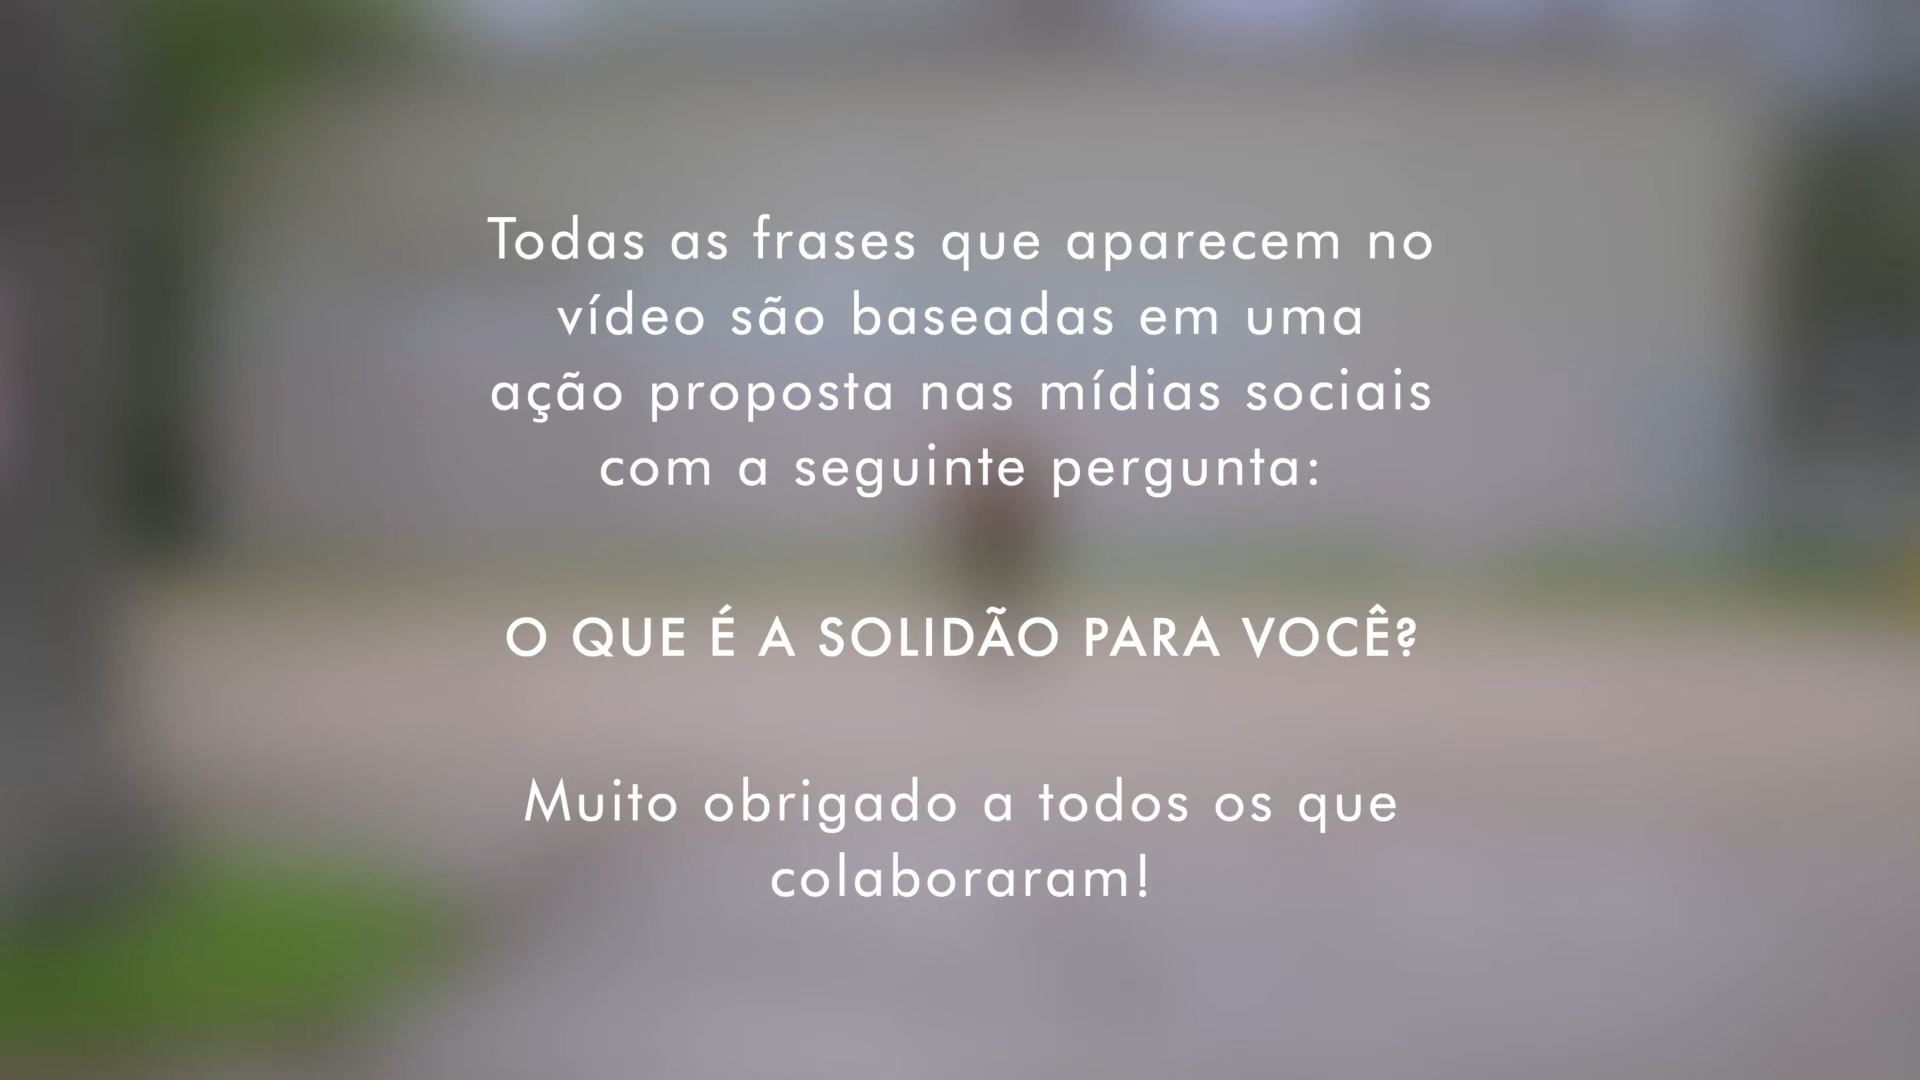 Todas as frases que aparecem no
vídeo são baseadas em uma
ação proposta nas mídias sociais
com a seguinte pergunta:
O QUE É A SOLIDÃO PARA VOCÊ?
Muito obrigado a todos os que
colaboraram!